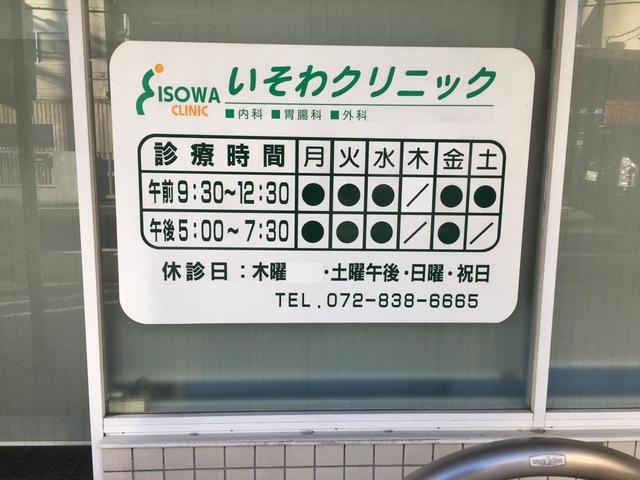 ISOWA CLINIC いそわクリニック
■内科 ■胃腸科 ■外科
診療時間 月 火 水 木 金 土
午前9:30～12:30 ● ● ● ／ ● ●
午後5:00～7:30 ● ● ● ／ ● ／
休診日：木曜 ・土曜午後・日曜・祝日
TEL.072-838-6665